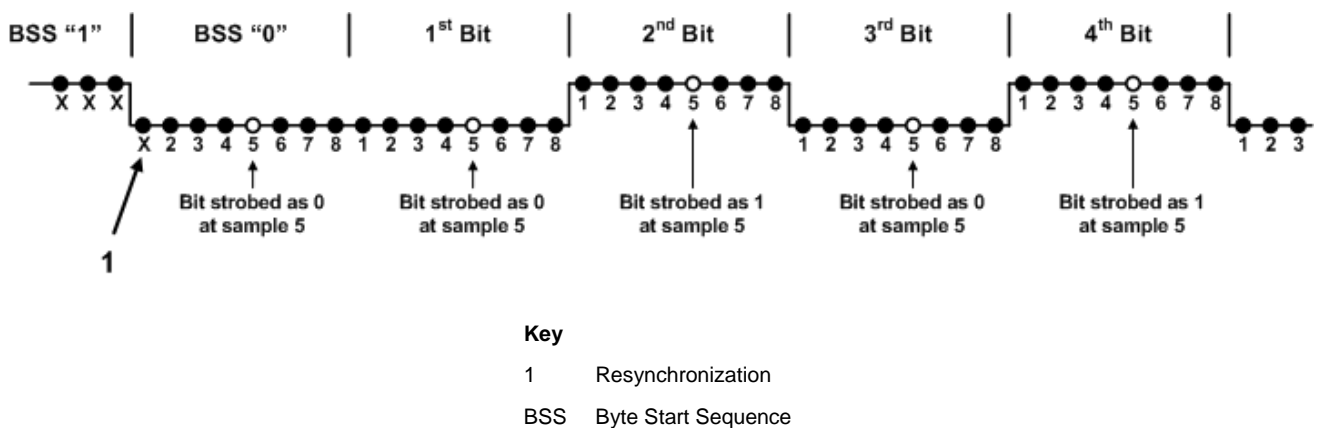 BSS “1” BSS “0” 1st Bit 2nd Bit 3rd Bit 4th Bit
X X X 1 2 3 4 5 6 7 8 1 2 3 4 5 6 7 8
X 2 3 4 5 6 7 8 1 2 3 4 5 6 7 8 1 2 3 4 5 6 7 8 1 2 3
Bit strobed as 0 Bit strobed as 0 Bit strobed as 1 Bit strobed as 0 Bit strobed as 1
at sample 5 at sample 5 at sample 5 at sample 5 at sample 5
1
Key
1 Resynchronization
BSS Byte Start Sequence